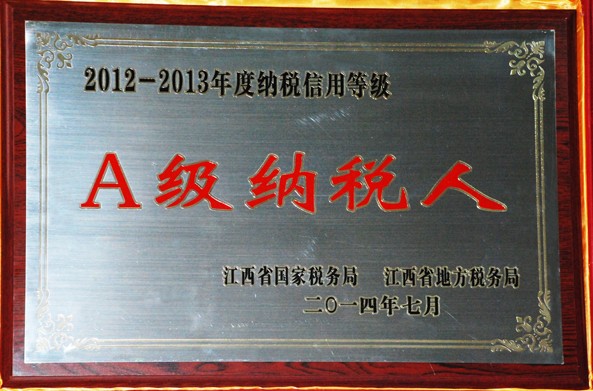 2012-2013年度纳税信用等级
A级纳税人
江西省国家税务局 江西省地方税务局
二〇一四年七月